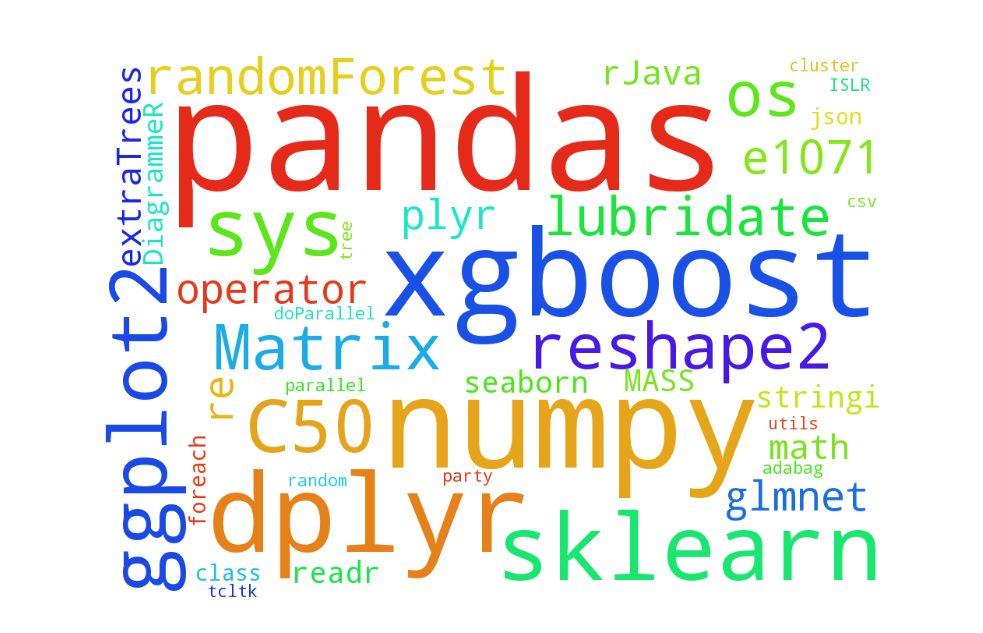 cluster
randomForest
rJava
ISLR
os
pandas
json
extraTrees
DiagrammeR
e1071
lubridate
csv
plyr
sys
tree
xgboost
operator
doParallel
ggplot2
Matrix
reshape2
seaborn
MASS
parallel
re
stringi
numpy
C50
utils
math
foreach
adabag
party
random
dplyr
glmnet
sklearn
class
readr
tcltk